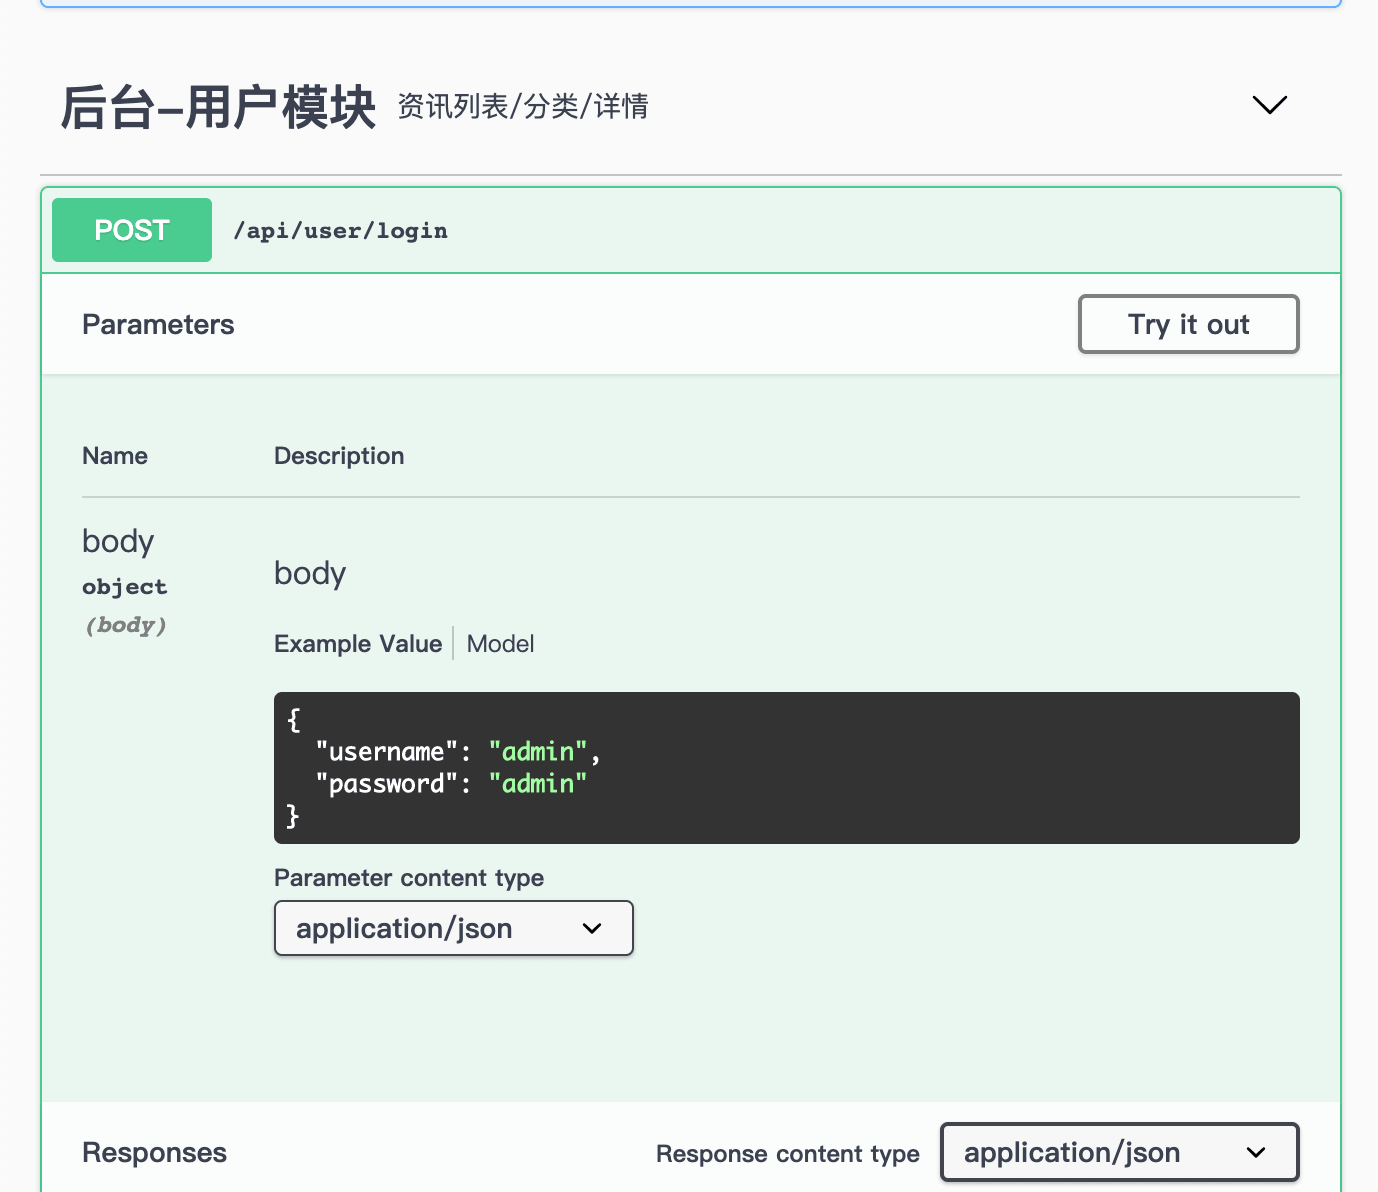 后台-用户模块 资讯列表/分类/详情
POST /api/user/login
Parameters Try it out
Name Description
body
object
(body)
body
Example Value Model
{
"username": "admin",
"password": "admin"
}
Parameter content type
application/json
Responses Response content type application/json